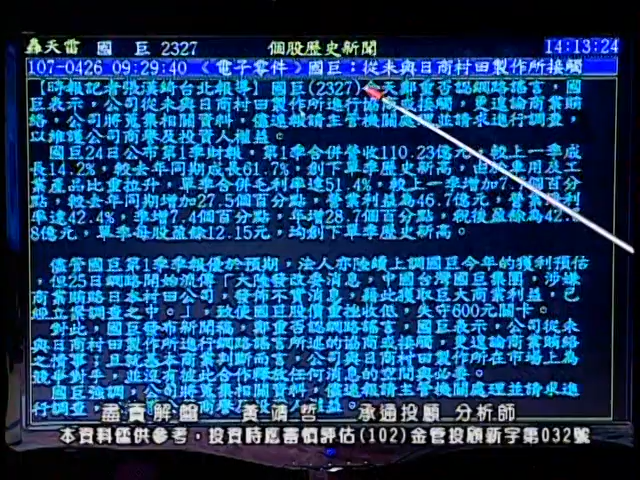 轟天雷 國 巨 2327 個股歷史新聞 14:13:24
107-0426 09:29:40 《電子零件》國巨：從未與日商村田製作所接觸
【時報記者張漢綺台北報導】國巨(2327)今天鄭重否認網路謠言，國
巨表示，公司從未與日商村田製作所進行協商或接觸，更遑論商業賄
賂，公司將蒐集相關資料，儘速報請主管機關處理並請求進行調查，
以維護公司商譽及投資人權益。
國巨24日公布第1季財報，第1季合併營收110.23億元，較上一季成
長14.2%，較去年同期成長61.7%，創下單季歷史新高，由於車用及工
業產品比重拉升，單季合併毛利率達51.4%，較上一季增加7.個百分
點，較去年同期增加27.5個百分點，營業利益為46.7億元，營業利益
率達42.4%，季增7.4個百分點，年增28.7個百分點，稅後盈餘為42.
8億元，單季每股盈餘12.15元，均創下單季歷史新高。
儘管國巨第1季季報優於預期，法人亦陸續上調國巨今年的獲利預估
，但25日網路開始流傳「大陸發改委消息，中國台灣國巨集團，涉嫌
商業賄賂日本村田公司，發佈不實消息，藉此獲取巨大商業利益，已
經立案調查之中。」，致使國巨股價重挫收低，失守600元關卡。
對此，國巨發布新聞稿，鄭重否認網路謠言，國巨表示，公司從未
與日商村田製作所進行網路謠言所述的協商或接觸，更遑論商業賄賂
之情事；且就基本商業判斷而言，公司與日商村田製作所在市場上為
競爭對手，並沒有彼此合作釋放任何消息的空間與必要。
國巨強調，公司將蒐集相關資料，儘速報請主管機關處理並請求進
行調查，
盡責解盤 黃靖哲 承通投顧 分析師
本資料僅供參考，投資時應審慎評估(102)金管投顧新字第032號